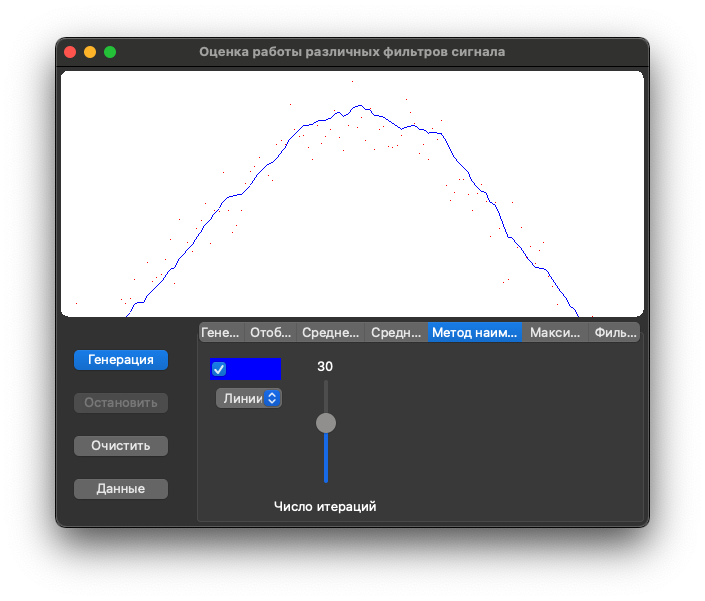 Оценка работы различных фильтров сигнала
Гене... Отоб... Средне... Средн... Метод наим... Макси... Филь...
Генерация
30
Линии
Остановить
Очистить
Данные
Число итераций